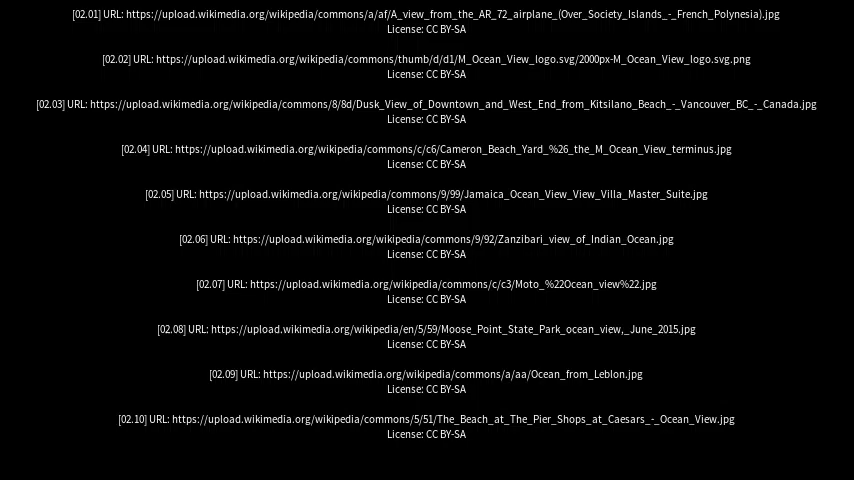 [02.01] URL: https://upload.wikimedia.org/wikipedia/commons/a/af/A_view_from_the_AR_72_airplane_(Over_Society_Islands_-_French_Polynesia).jpg
License: CC BY-SA
[02.02] URL: https://upload.wikimedia.org/wikipedia/commons/thumb/d/d1/M_Ocean_View_logo.svg/2000px-M_Ocean_View_logo.svg.png
License: CC BY-SA
[02.03] URL: https://upload.wikimedia.org/wikipedia/commons/8/8d/Dusk_View_of_Downtown_and_West_End_from_Kitsilano_Beach_-_Vancouver_BC_-_Canada.jpg
License: CC BY-SA
[02.04] URL: https://upload.wikimedia.org/wikipedia/commons/c/c6/Cameron_Beach_Yard_%26_the_M_Ocean_View_terminus.jpg
License: CC BY-SA
[02.05] URL: https://upload.wikimedia.org/wikipedia/commons/9/99/Jamaica_Ocean_View_View_Villa_Master_Suite.jpg
License: CC BY-SA
[02.06] URL: https://upload.wikimedia.org/wikipedia/commons/9/92/Zanzibari_view_of_Indian_Ocean.jpg
License: CC BY-SA
[02.07] URL: https://upload.wikimedia.org/wikipedia/commons/c/c3/Moto_%22Ocean_view%22.jpg
License: CC BY-SA
[02.08] URL: https://upload.wikimedia.org/wikipedia/en/5/59/Moose_Point_State_Park_ocean_view,_June_2015.jpg
License: CC BY-SA
[02.09] URL: https://upload.wikimedia.org/wikipedia/commons/a/aa/Ocean_from_Leblon.jpg
License: CC BY-SA
[02.10] URL: https://upload.wikimedia.org/wikipedia/commons/5/51/The_Beach_at_The_Pier_Shops_at_Caesars_-_Ocean_View.jpg
License: CC BY-SA